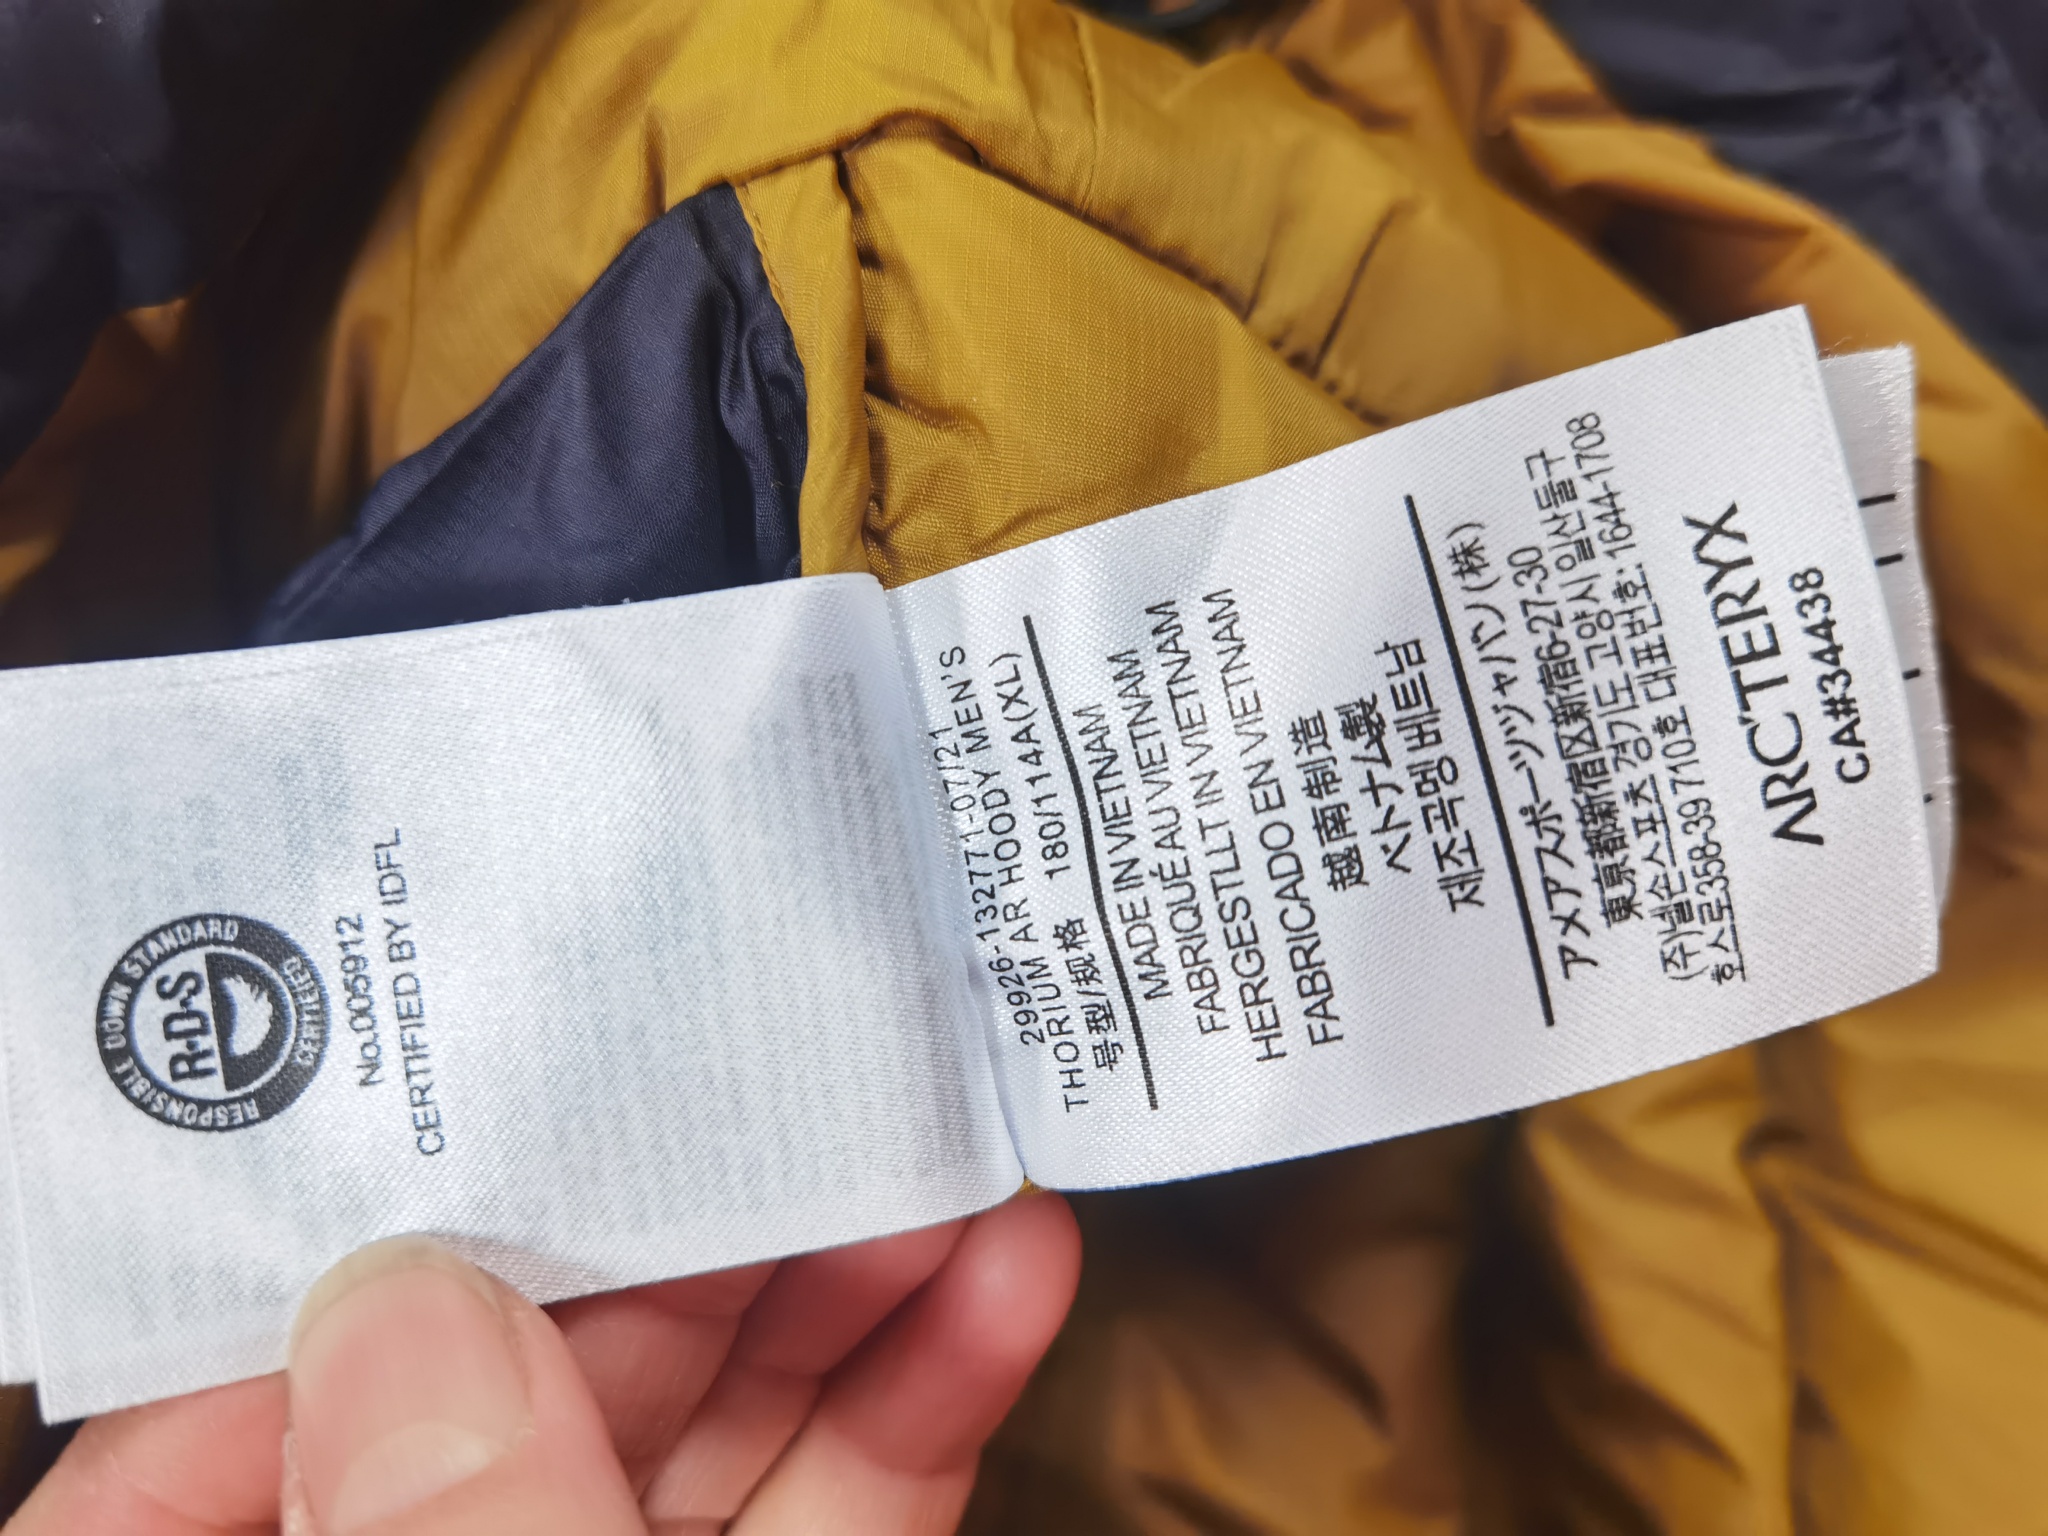 RESPONSIBLE DOWN STANDARD
R·D·S
CERTIFIED
No.005912
CERTIFIED BY IDFL
29926-132771-07/21
THORIUM AR HOODY MEN'S
号型/规格 180/114A(XL)
MADE IN VIETNAM
FABRIQUÉ AU VIETNAM
HERGESTLLT IN VIETNAM
FABRICADO EN VIETNAM
越南制造
ベトナム製
제조곡명 베트남
アメアスポーツジャパン(株)
東京都新宿区新宿6-27-30
(주)넬슨스포츠 경기도 고양시 일산둘구
호스로358-39 710호 대표번호: 1644-1708
ARC'TERYX
CA#34438